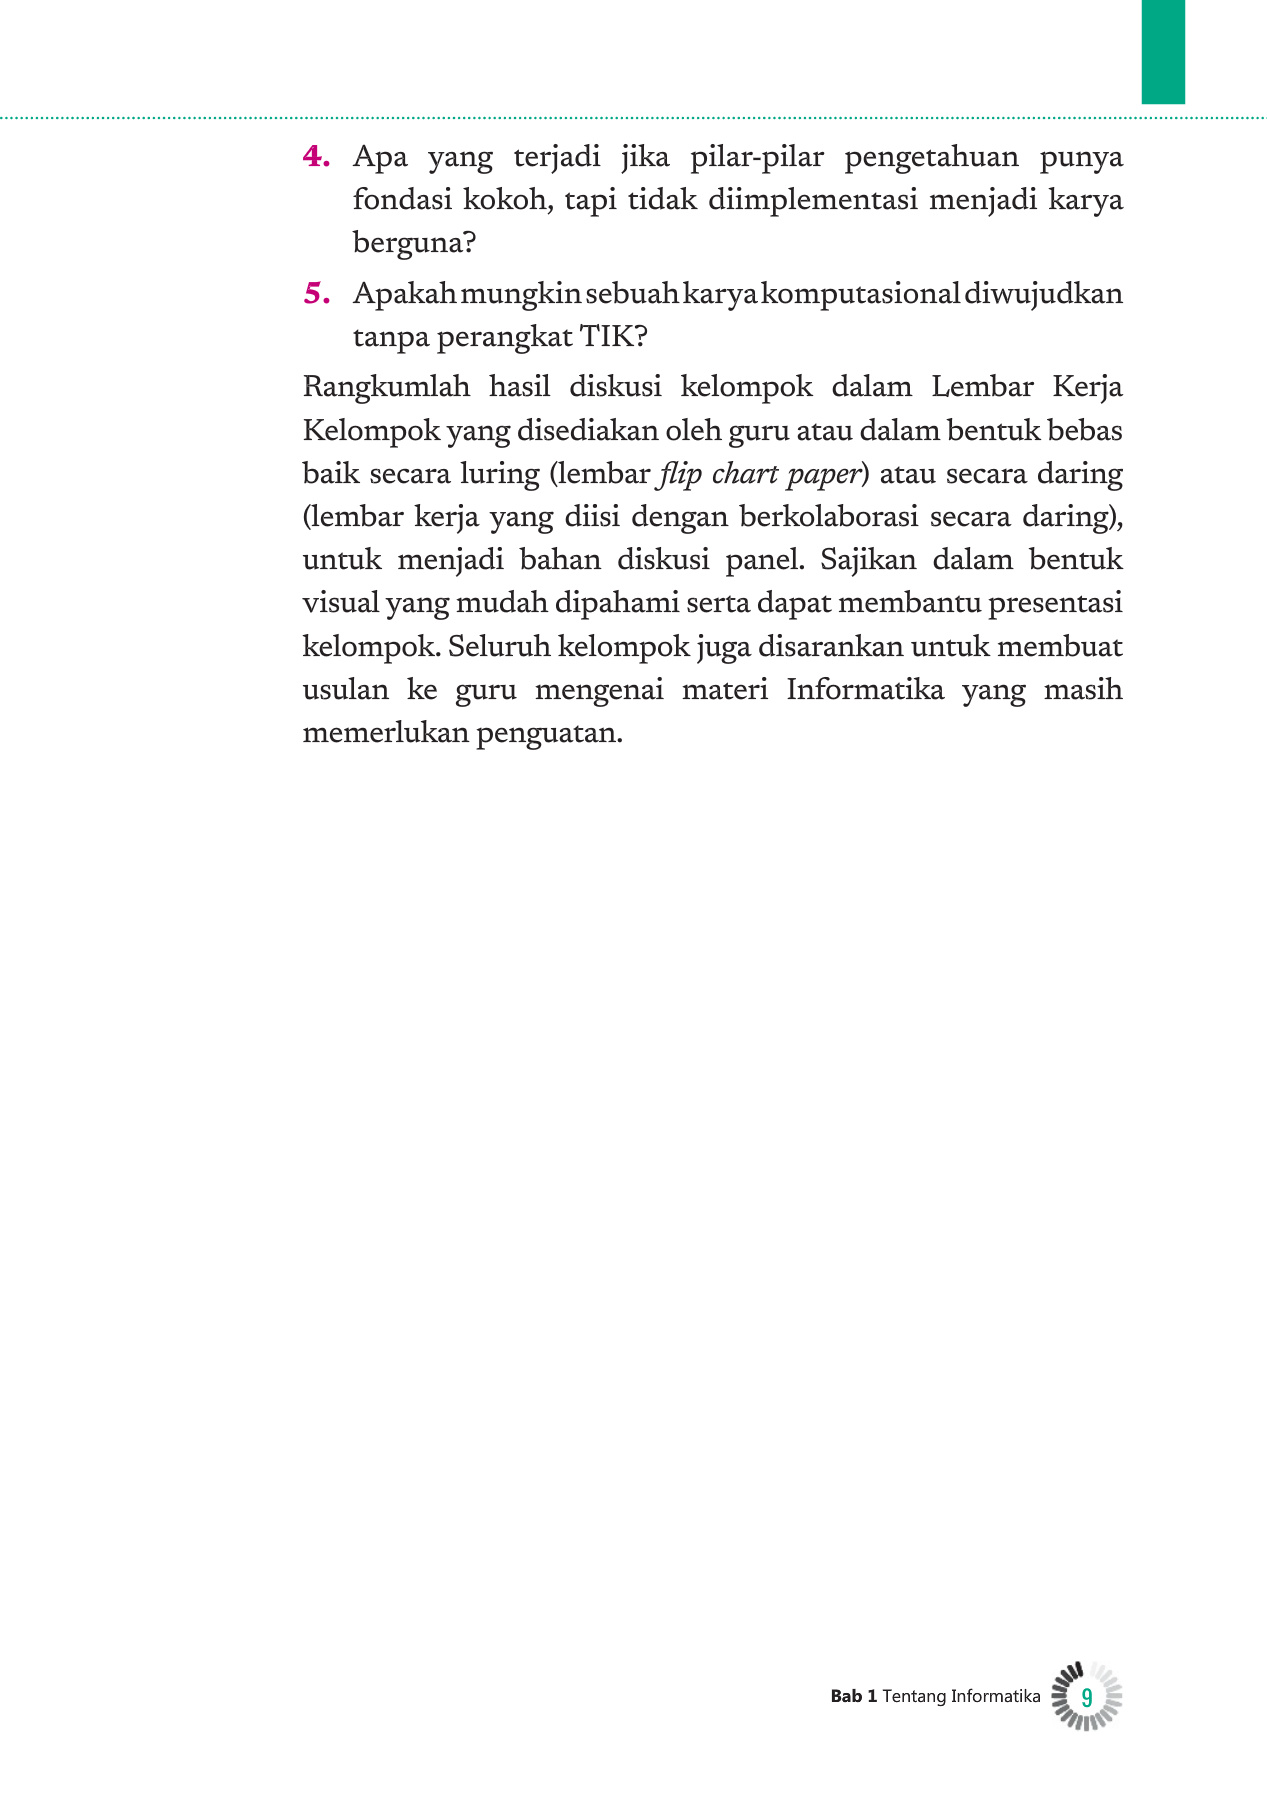 4. Apa yang terjadi jika pilar-pilar pengetahuan punya
fondasi kokoh, tapi tidak diimplementasi menjadi karya
berguna?
5. Apakah mungkin sebuah karya komputasional diwujudkan
tanpa perangkat TIK?
Rangkumlah hasil diskusi kelompok dalam Lembar Kerja
Kelompok yang disediakan oleh guru atau dalam bentuk bebas
baik secara luring (lembar flip chart paper) atau secara daring
(lembar kerja yang diisi dengan berkolaborasi secara daring),
untuk menjadi bahan diskusi panel. Sajikan dalam bentuk
visual yang mudah dipahami serta dapat membantu presentasi
kelompok. Seluruh kelompok juga disarankan untuk membuat
usulan ke guru mengenai materi Informatika yang masih
memerlukan penguatan.
Bab 1 Tentang Informatika 9